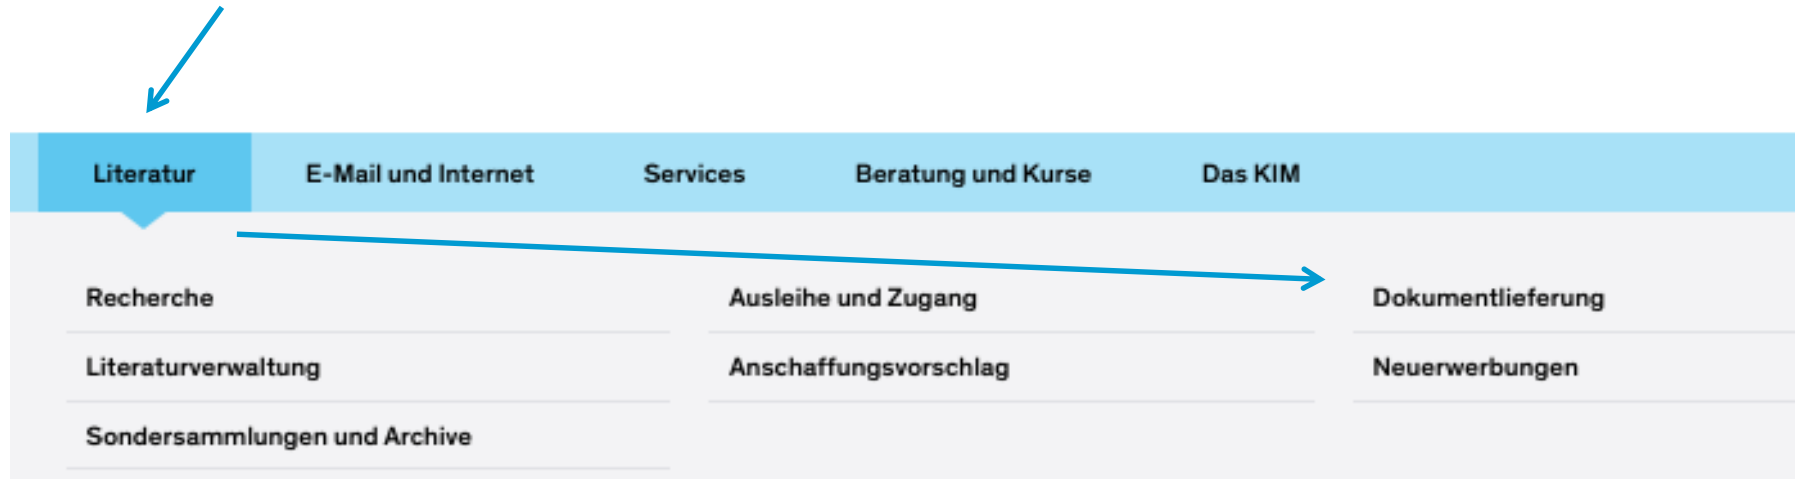 Literatur E-Mail und Internet Services Beratung und Kurse Das KIM
Recherche Ausleihe und Zugang Dokumentlieferung
Literaturverwaltung Anschaffungsvorschlag Neuerwerbungen
Sondersammlungen und Archive